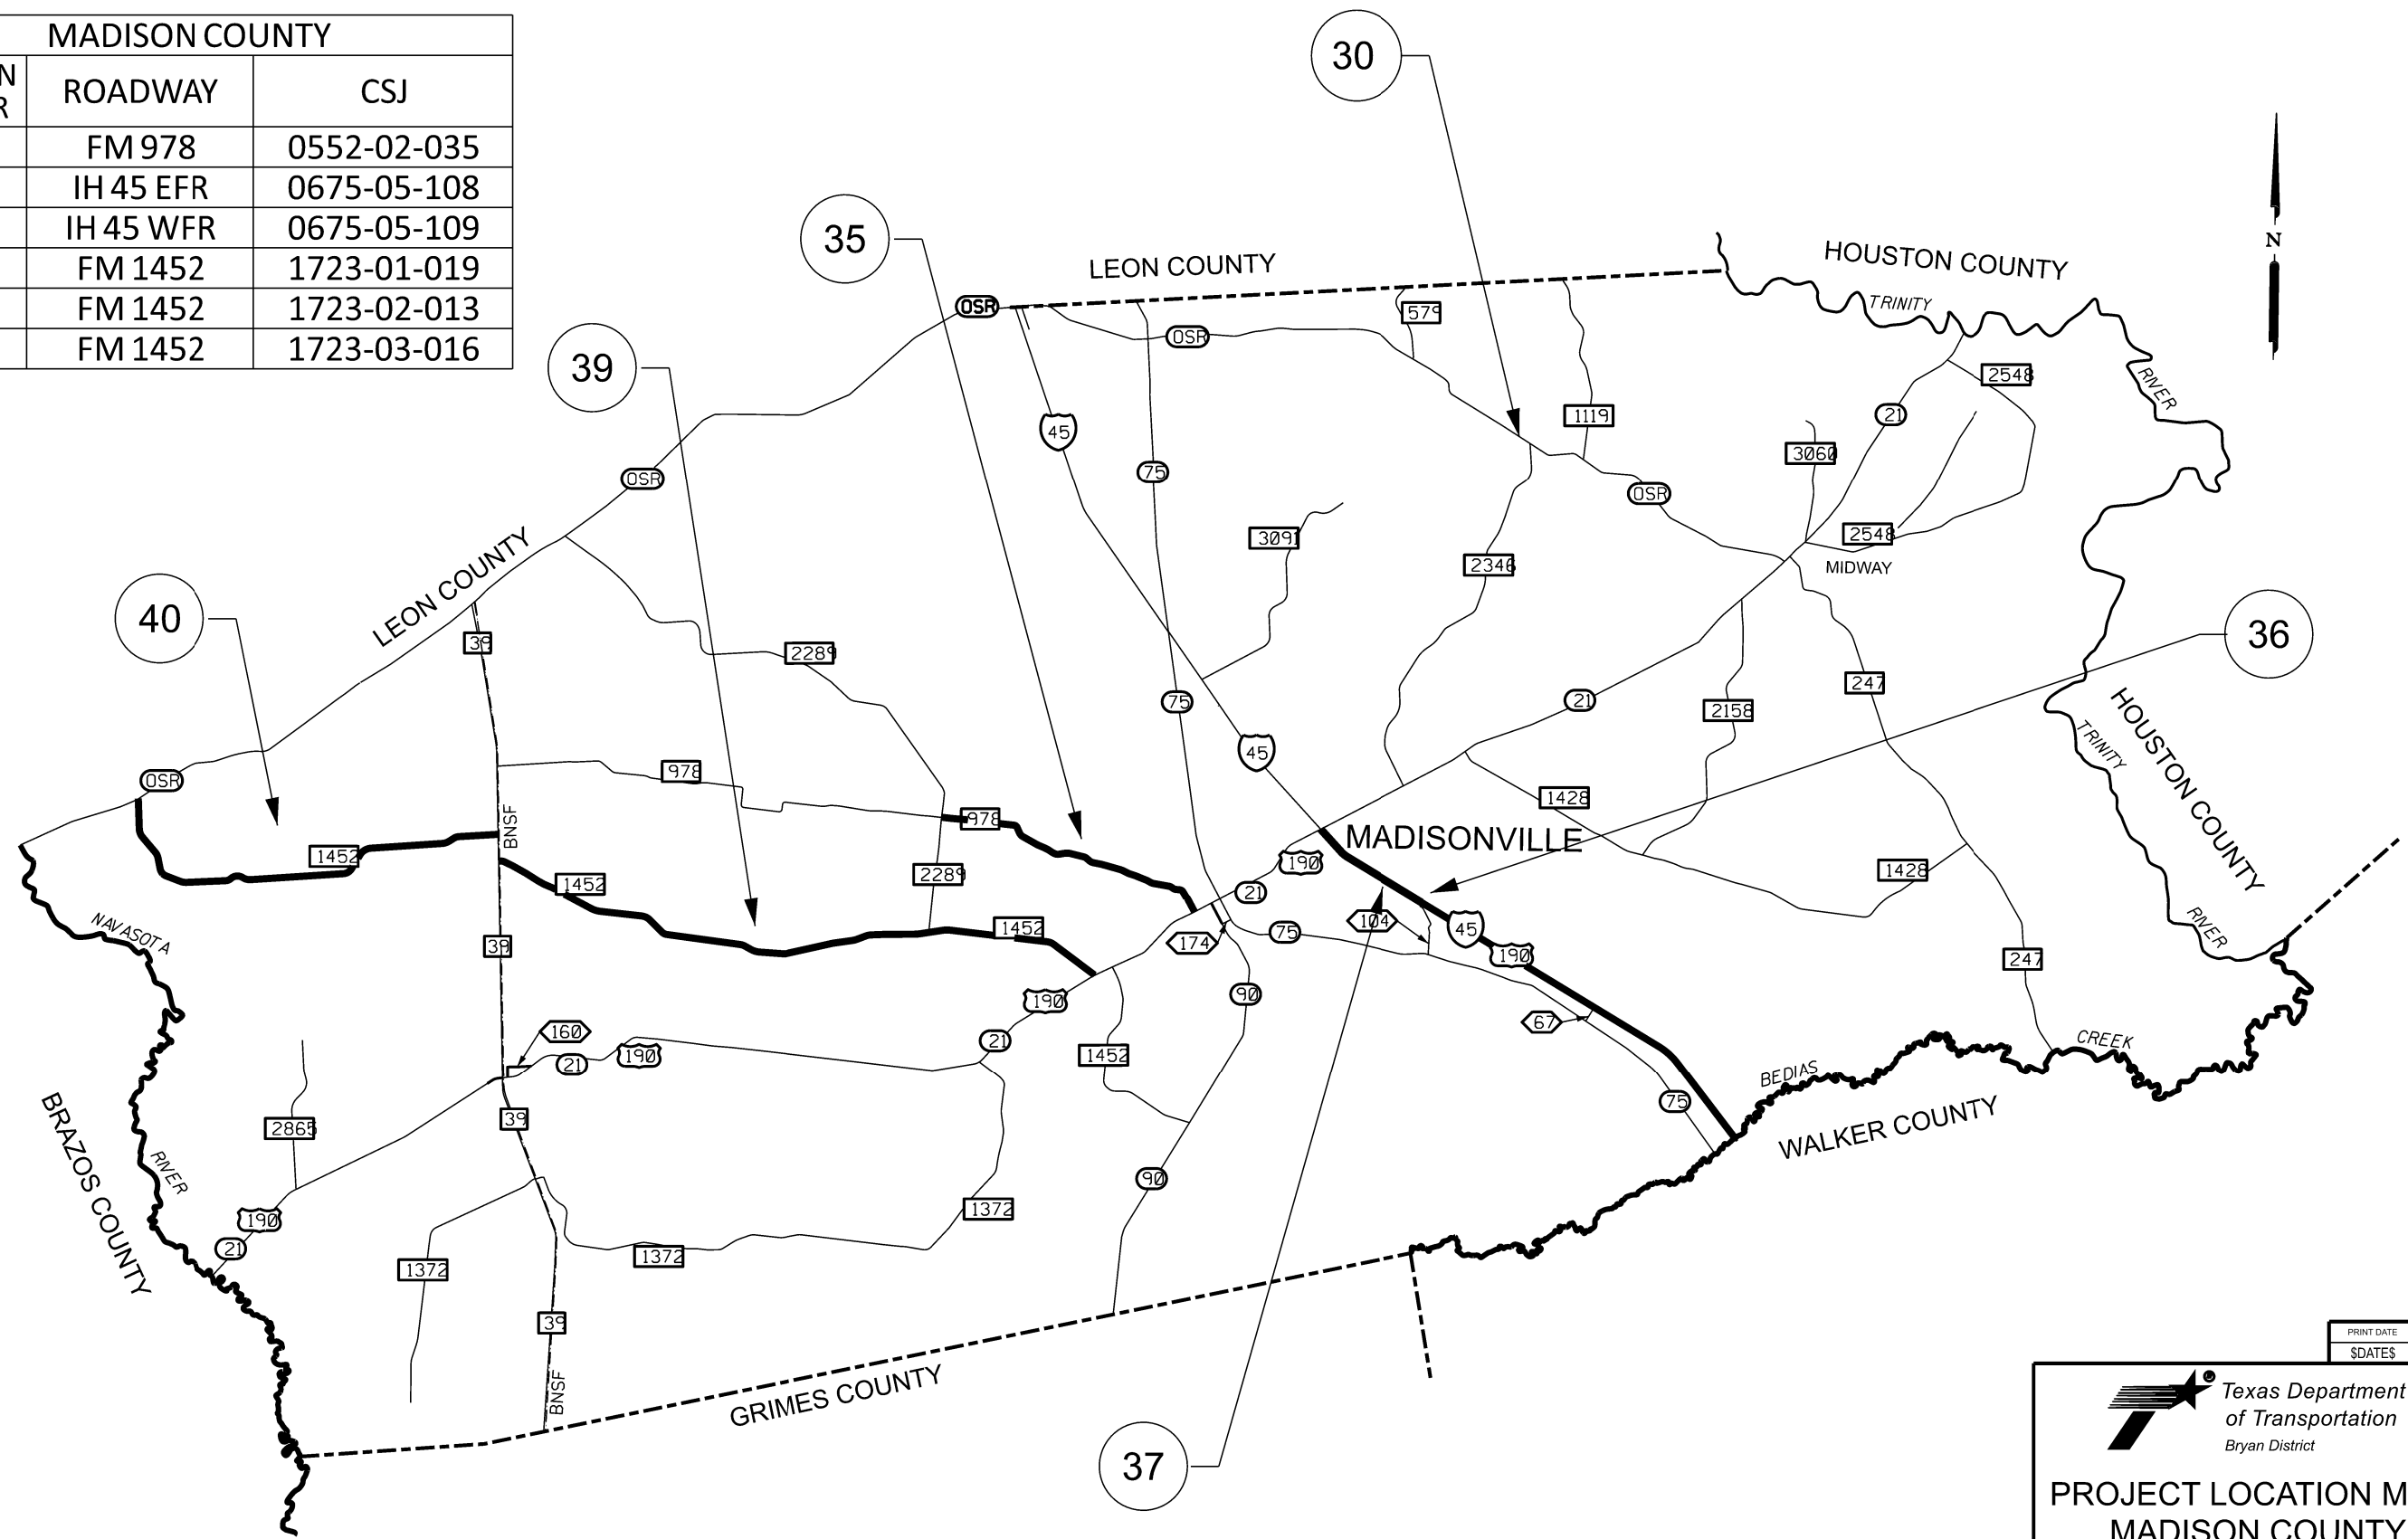 MADISON COUNTY
N
R
ROADWAY
CSJ
FM 978
0552-02-035
IH 45 EFR
0675-05-108
IH 45 WFR
0675-05-109
FM 1452
1723-01-019
FM 1452
1723-02-013
FM 1452
1723-03-016
30
35
39
40
36
37
N
LEON COUNTY
HOUSTON COUNTY
TRINITY
RIVER
OSR
OSR
579
2548
45
75
1119
21
3060
OSR
OSR
3091
2346
2548
MIDWAY
LEON COUNTY
39
2289
75
21
2158
247
HOUSTON COUNTY
TRINITY
RIVER
45
OSR
978
1428
BNSF
978
MADISONVILLE
1452
190
1452
2289
21
1428
104
1452
75
45
174
190
NAVASOTA
39
247
190
90
67
160
21
21
190
1452
CREEK
BEDIAS
75
39
2865
BRAZOS COUNTY
RIVER
WALKER COUNTY
90
1372
190
21
1372
1372
39
BNSF
GRIMES COUNTY
PRINT DATE
$DATE$
Texas Department
of Transportation
Bryan District
PROJECT LOCATION M
MADISON COUNTY